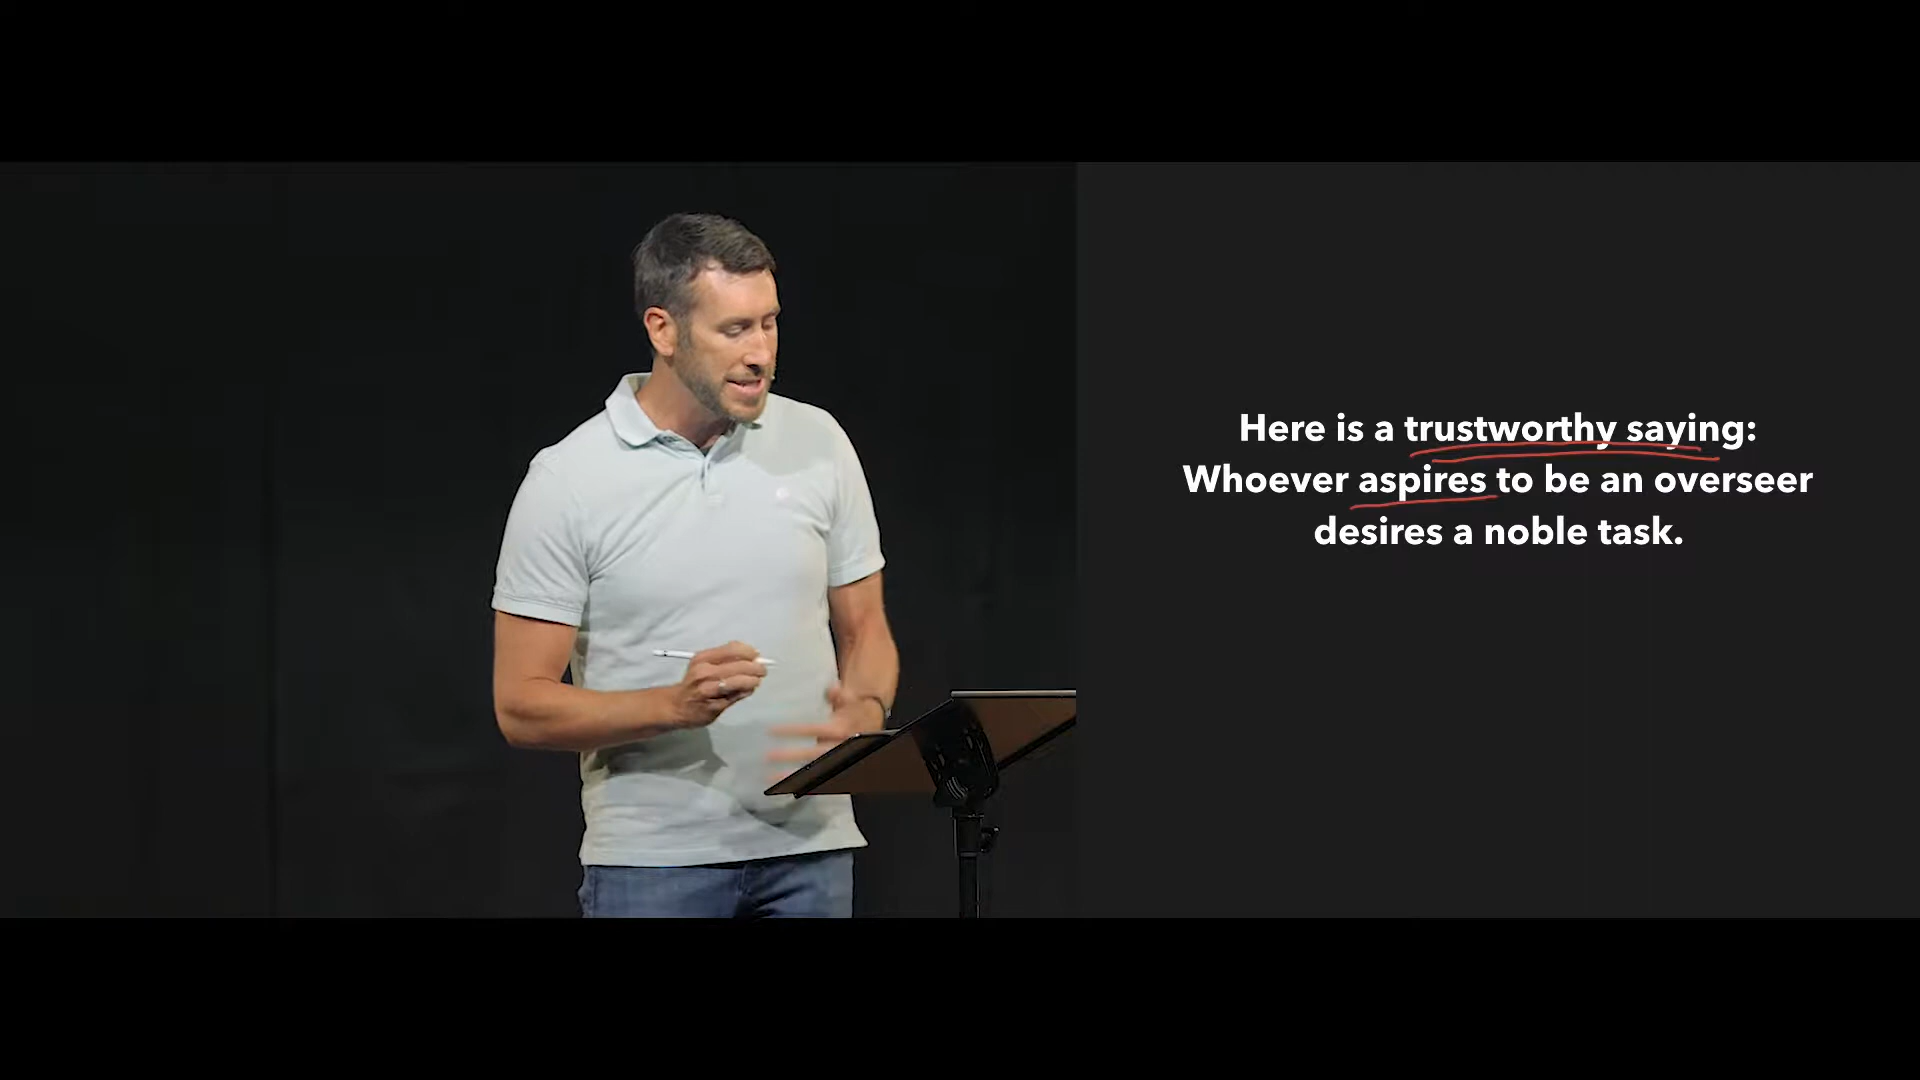 Here is a trustworthy saying:
Whoever aspires to be an overseer
desires a noble task.